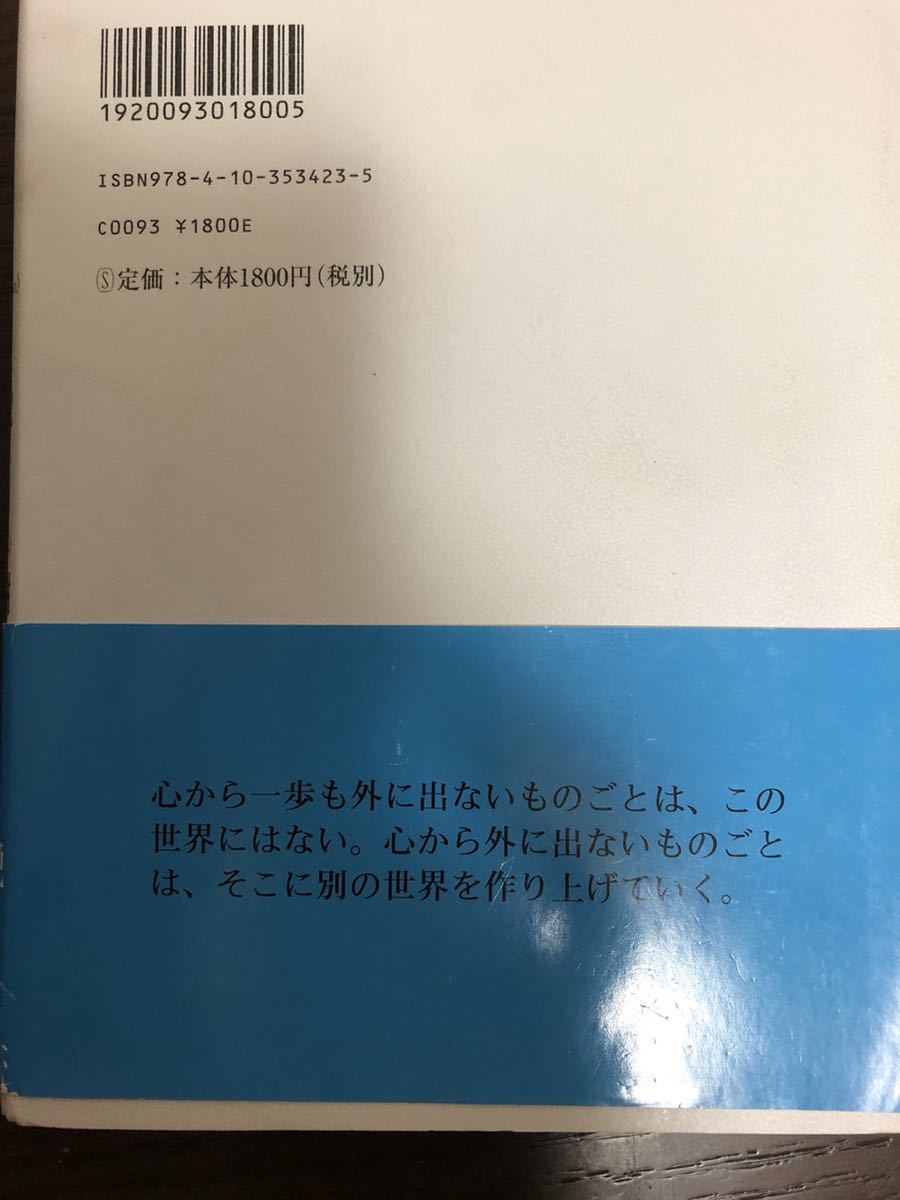 1920093018005
ISBN978-4-10-353423-5
C0093 ¥1800E
Ⓢ定価：本体1800円（税別）
心から一歩も外に出ないものごとは、この
世界にはない。心から外に出ないものごと
は、そこに別の世界を作り上げていく。